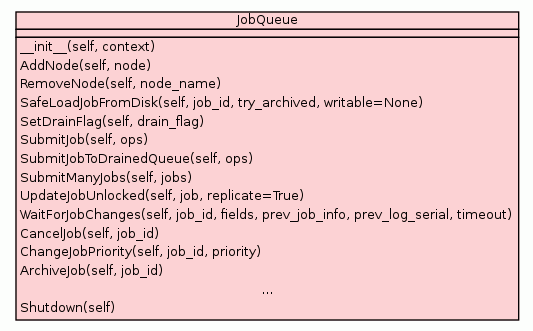 JobQueue
__init__(self, context)
AddNode(self, node)
RemoveNode(self, node_name)
SafeLoadJobFromDisk(self, job_id, try_archived, writable=None)
SetDrainFlag(self, drain_flag)
SubmitJob(self, ops)
SubmitJobToDrainedQueue(self, ops)
SubmitManyJobs(self, jobs)
UpdateJobUnlocked(self, job, replicate=True)
WaitForJobChanges(self, job_id, fields, prev_job_info, prev_log_serial, timeout)
CancelJob(self, job_id)
ChangeJobPriority(self, job_id, priority)
ArchiveJob(self, job_id)
...
Shutdown(self)